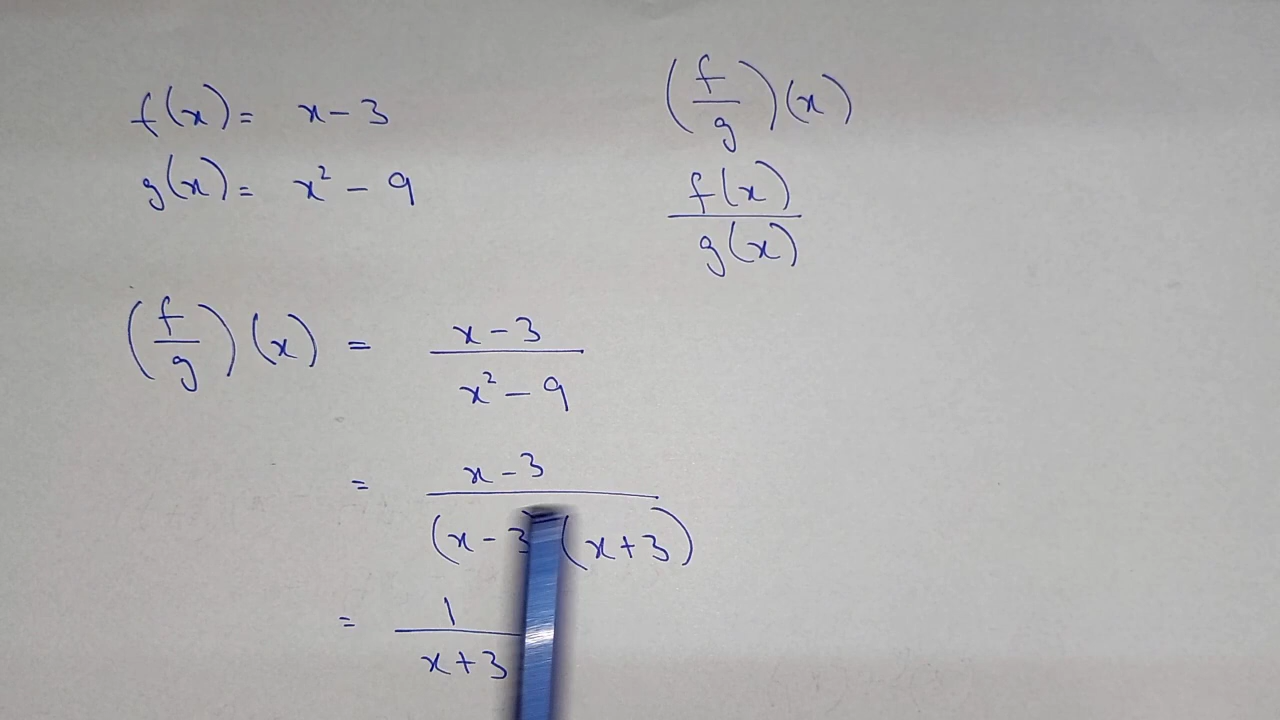 f(x) = x - 3
g(x) = x² - 9
(f/g)(x)
f(x)/g(x)
(f/g)(x) = (x - 3)/(x² - 9)
= (x - 3)/((x - 3)(x + 3))
= 1/(x + 3)